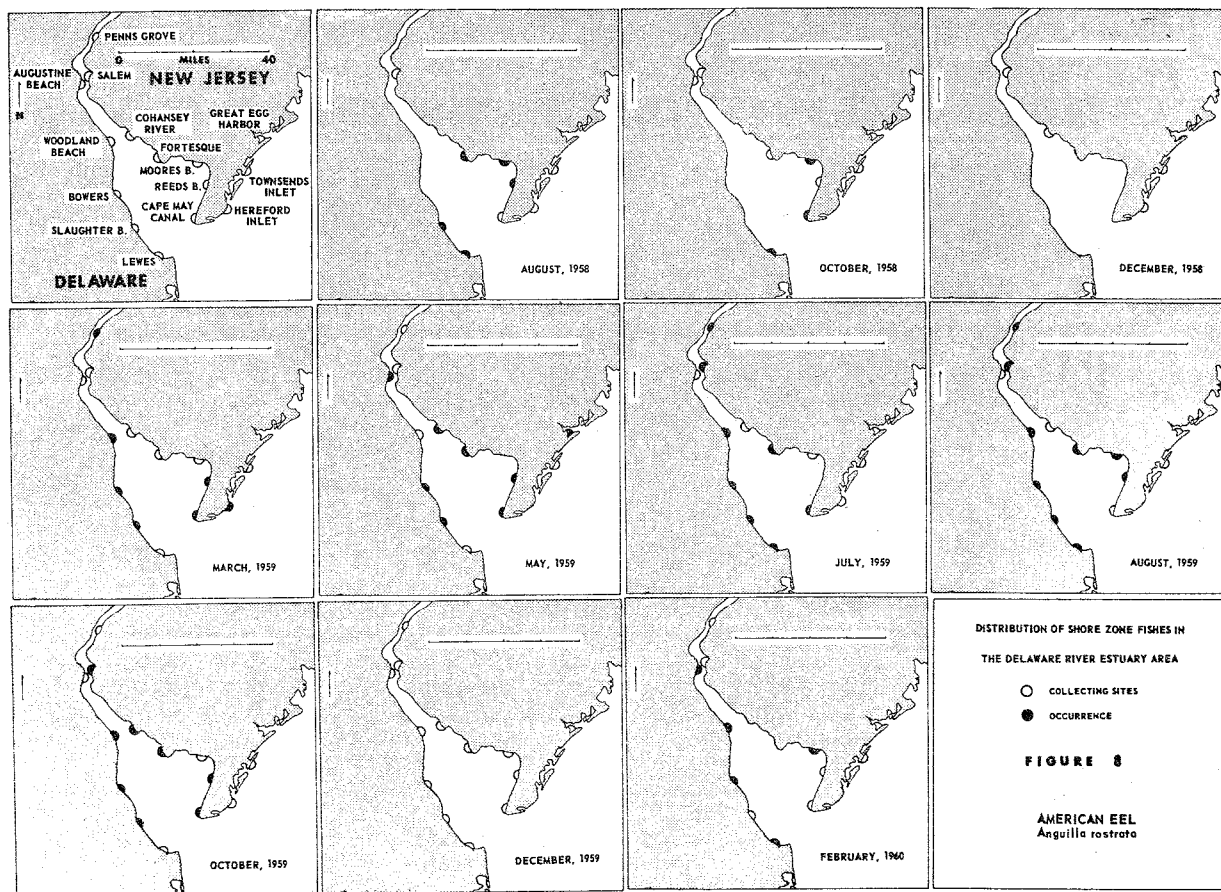 PENNS GROVE
0 MILES 40
AUGUSTINE
BEACH
SALEM
NEW JERSEY
N
COHANSEY
RIVER
GREAT EGG
HARBOR
WOODLAND
BEACH
FORTESQUE
MOORES B.
REEDS B.
TOWNSENDS
INLET
BOWERS
CAPE MAY
CANAL
HEREFORD
INLET
SLAUGHTER B.
LEWES
DELAWARE
AUGUST, 1958
OCTOBER, 1958
DECEMBER, 1958
MARCH, 1959
MAY, 1959
JULY, 1959
AUGUST, 1959
OCTOBER, 1959
DECEMBER, 1959
FEBRUARY, 1960
DISTRIBUTION OF SHORE ZONE FISHES IN
THE DELAWARE RIVER ESTUARY AREA
COLLECTING SITES
OCCURRENCE
FIGURE 8
AMERICAN EEL
Anguilla rostrata